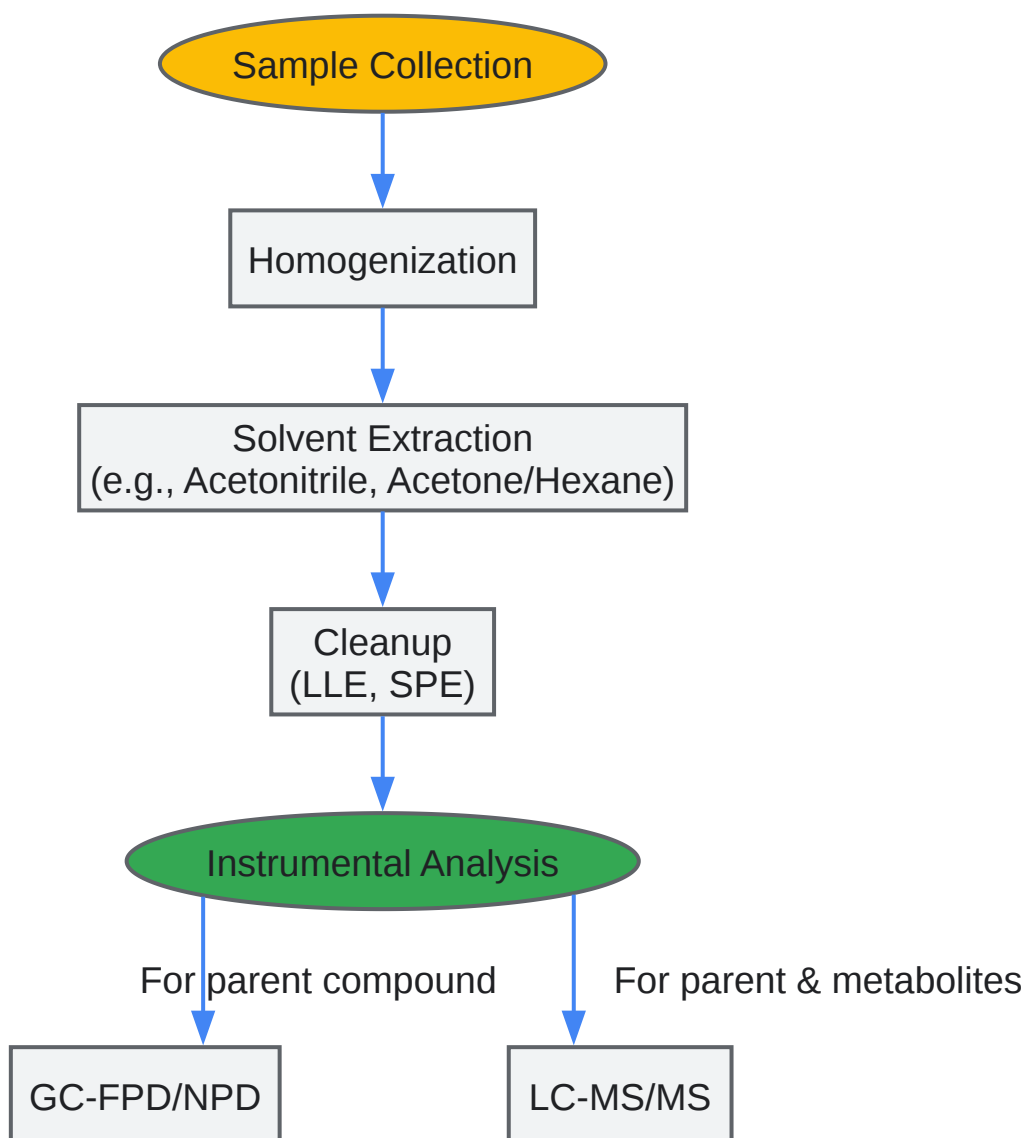 Sample Collection
Homogenization
Solvent Extraction
(e.g., Acetonitrile, Acetone/Hexane)
Cleanup
(LLE, SPE)
Instrumental Analysis
For parent compound
For parent & metabolites
GC-FPD/NPD
LC-MS/MS